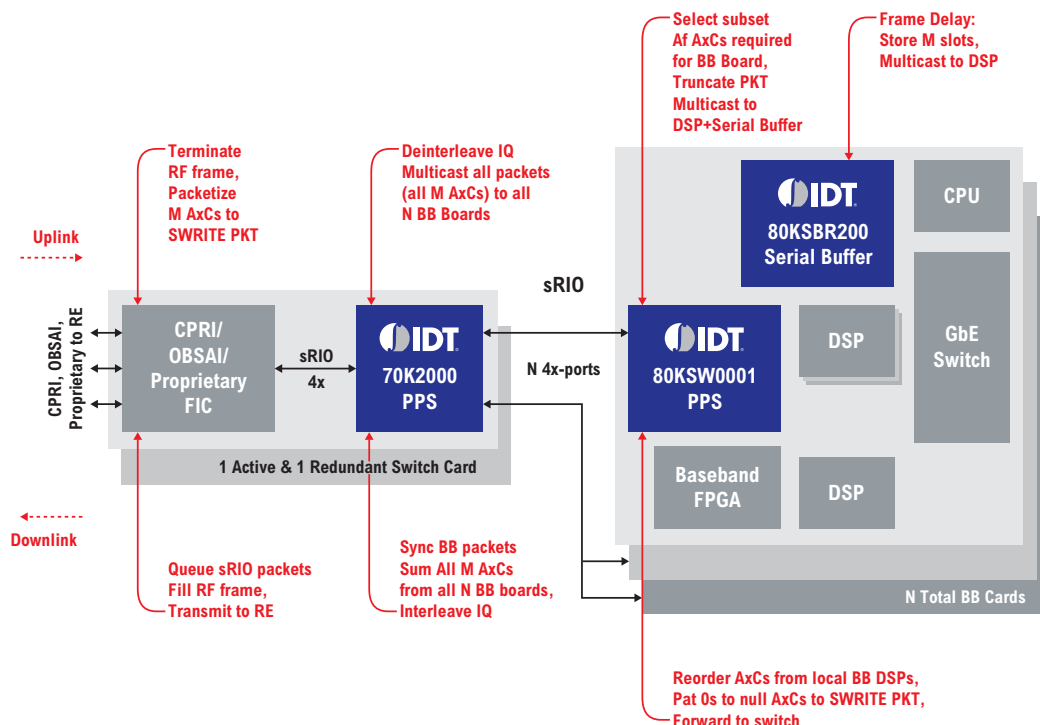 Select subset
Af AxCs required
for BB Board,
Truncate PKT
Multicast to
DSP+Serial Buffer
Frame Delay:
Store M slots,
Multicast to DSP
Terminate
RF frame,
Packetize
M AxCs to
SWRITE PKT
Deinterleave IQ
Multicast all packets
(all M AxCs) to all
N BB Boards
Uplink
IDT
80KSBR200
Serial Buffer
CPU
sRIO
CPRI, OBSAI,
Proprietary to RE
CPRI/
OBSAI/
Proprietary
FIC
sRIO
4x
IDT
70K2000
PPS
N 4x-ports
IDT
80KSW0001
PPS
DSP
GbE
Switch
1 Active & 1 Redundant Switch Card
Baseband
FPGA
DSP
Downlink
Queue sRIO packets
Fill RF frame,
Transmit to RE
Sync BB packets
Sum All M AxCs
from all N BB boards,
Interleave IQ
N Total BB Cards
Reorder AxCs from local BB DSPs,
Pat 0s to null AxCs to SWRITE PKT,
Forward to switch